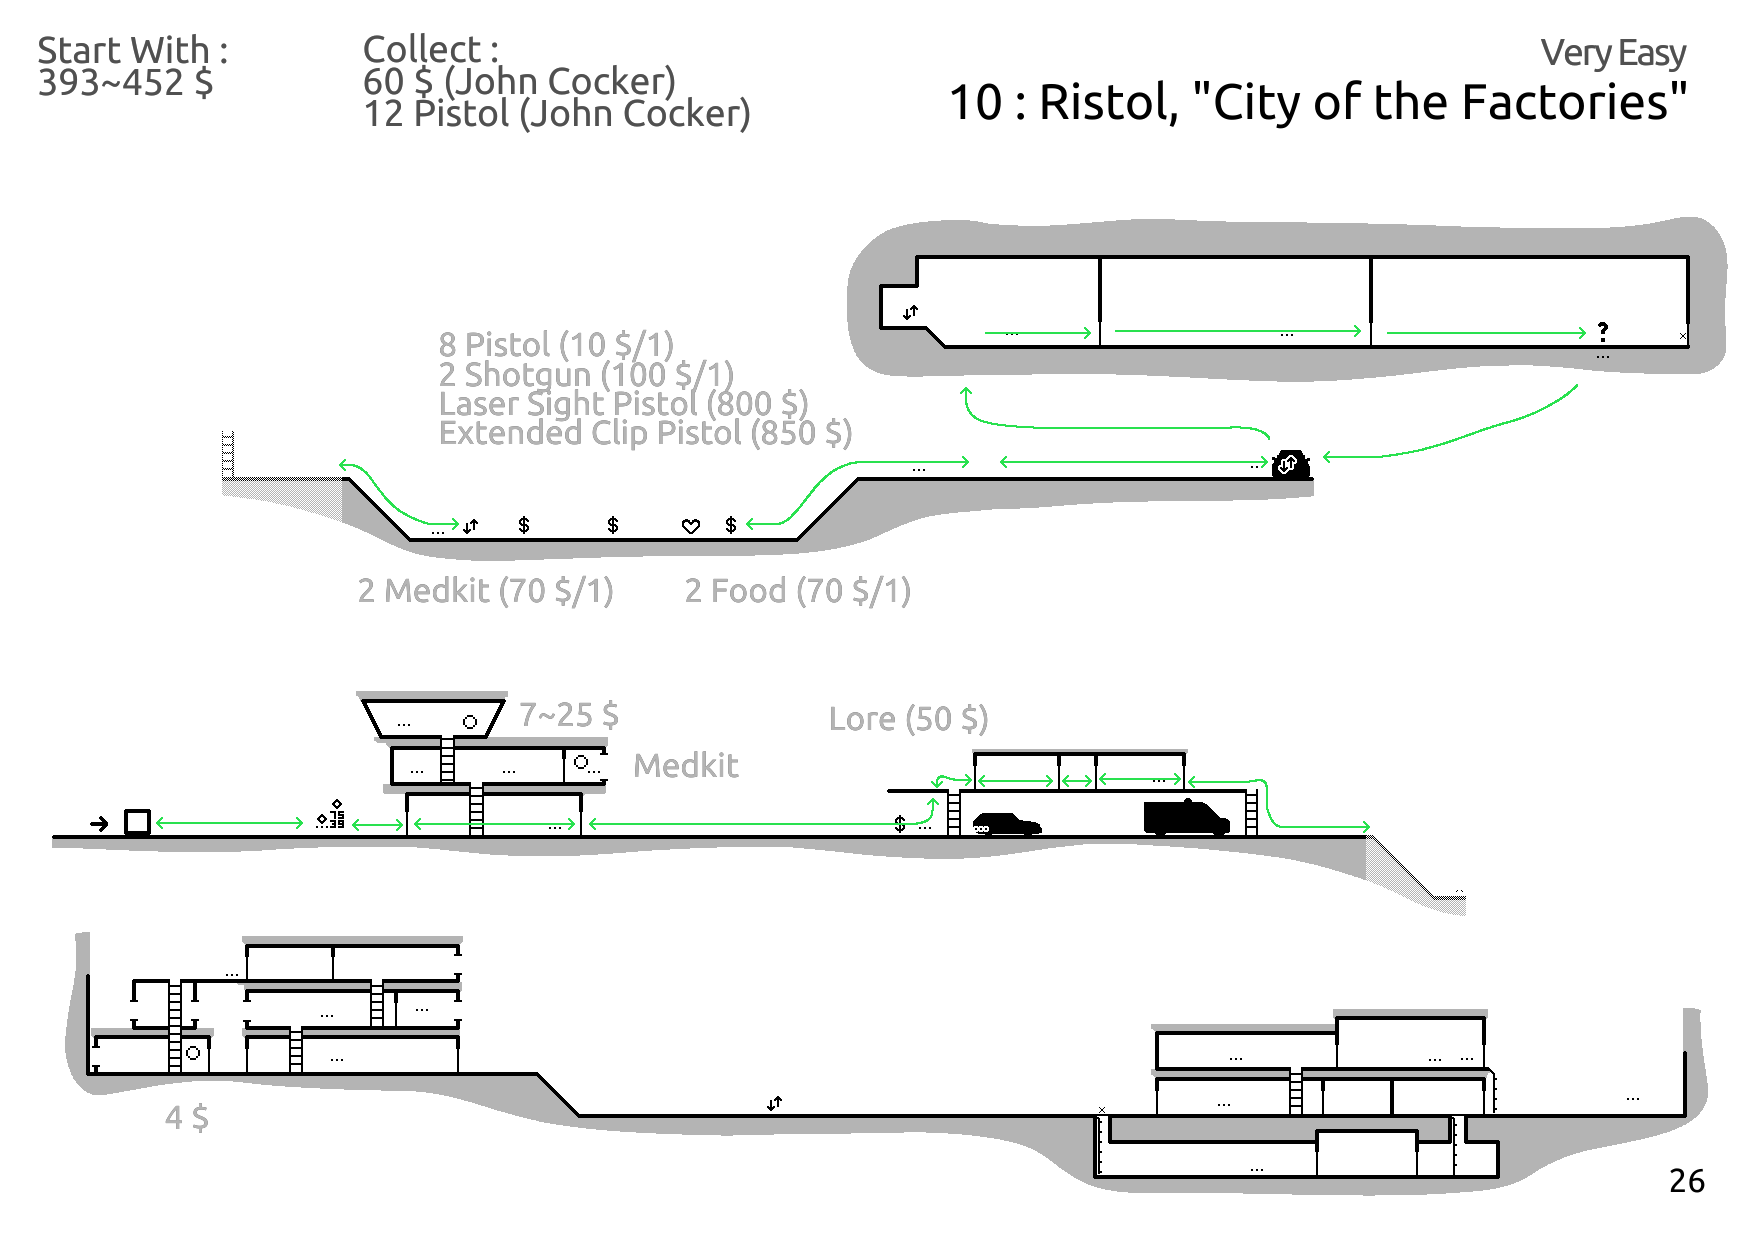 Start With :
393~452 $
Collect :
60 $ (John Cocker)
12 Pistol (John Cocker)
Very Easy
10 : Ristol, "City of the Factories"
?
...
8 Pistol (10 $/1)
2 Shotgun (100 $/1)
Laser Sight Pistol (800 $)
Extended Clip Pistol (850 $)
$ $ $
2 Medkit (70 $/1)
2 Food (70 $/1)
7~25 $
Lore (50 $)
Medkit
75
...39
$ ...
4 $
26